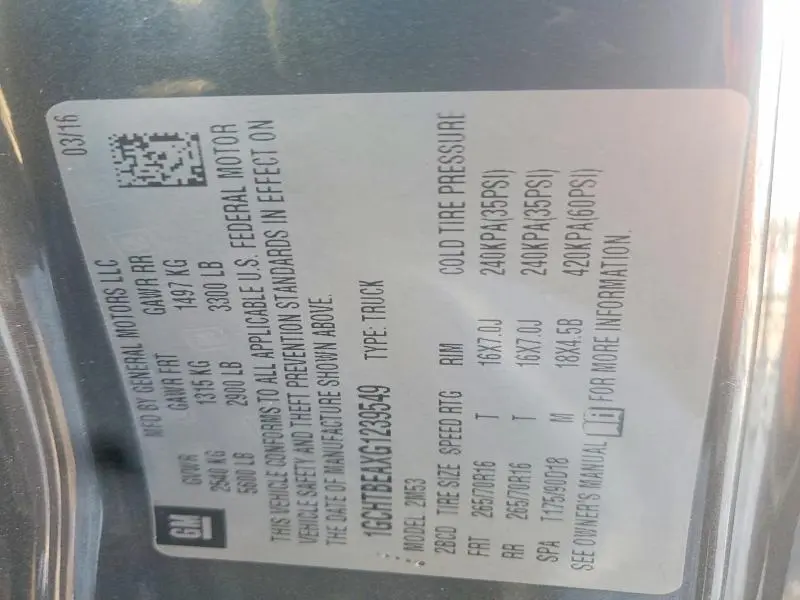 MFD BY GENERAL MOTORS LLC 03/16
GM
GVWR GAWR FRT GAWR RR
2540 KG 1315 KG 1497 KG
5600 LB 2900 LB 3300 LB
THIS VEHICLE CONFORMS TO ALL APPLICABLE U.S. FEDERAL MOTOR
VEHICLE SAFETY AND THEFT PREVENTION STANDARDS IN EFFECT ON
THE DATE OF MANUFACTURE SHOWN ABOVE.
1GCHTBEAXG1239549 TYPE: TRUCK
MODEL: 2M53
2BCD TIRE SIZE SPEED RTG RIM COLD TIRE PRESSURE
FRT 265/70R16 T 16X7.0J 240KPA(35PSI)
RR 265/70R16 T 16X7.0J 240KPA(35PSI)
SPA T175/90D18 M 18X4.5B 420KPA(60PSI)
SEE OWNER'S MANUAL FOR MORE INFORMATION.